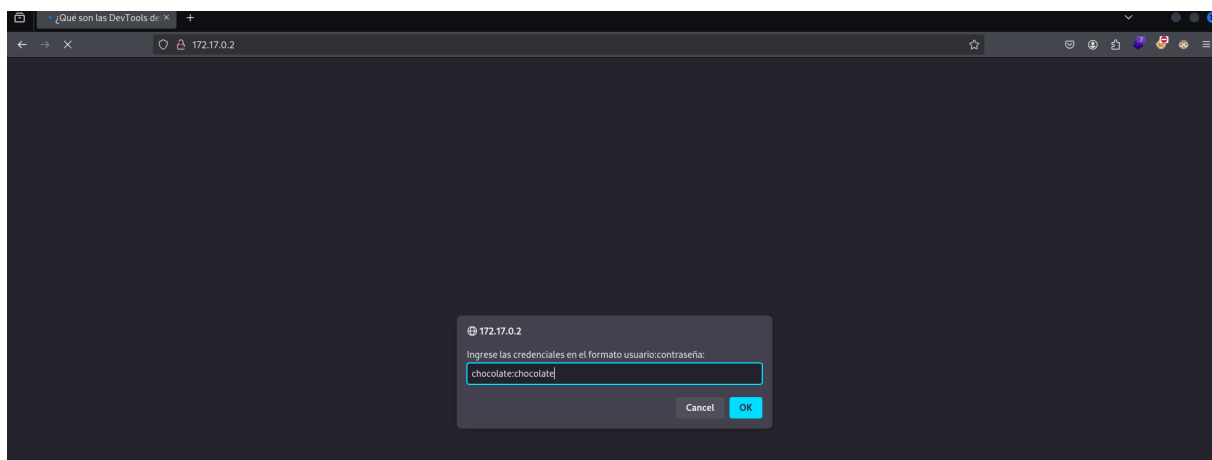 ¿Qué son las DevTools de
172.17.0.2
7
172.17.0.2
Ingrese las credenciales en el formato usuario:contraseña:
chocolate:chocolate
Cancel
OK